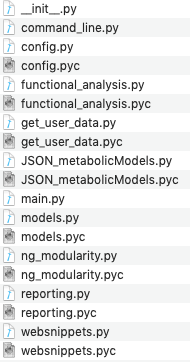 __init__.py
command_line.py
config.py
config.pyc
functional_analysis.py
functional_analysis.pyc
get_user_data.py
get_user_data.pyc
JSON_metabolicModels.py
JSON_metabolicModels.pyc
main.py
models.py
models.pyc
ng_modularity.py
ng_modularity.pyc
reporting.py
reporting.pyc
websnippets.py
websnippets.pyc